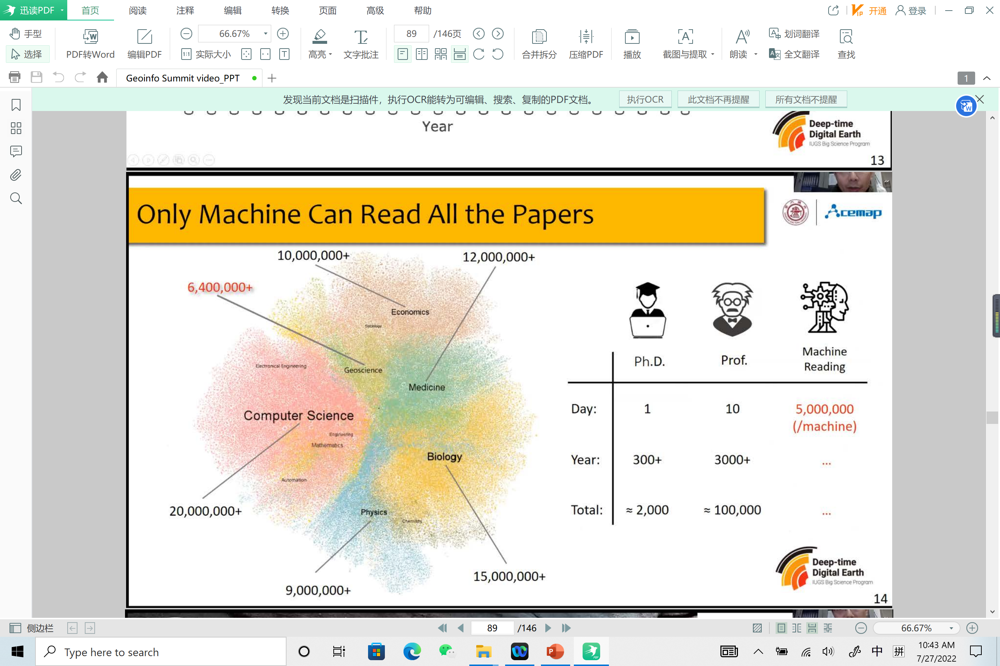 迅读PDF
首页 阅读 注释 编辑 转换 页面 高级 帮助
VIP 开通 登录
手型
选择
PDF转Word
编辑PDF
66.67%
1:1 实际大小
高亮
文字批注
89 /146页
合并拆分
压缩PDF
播放
截图与提取
朗读
划词翻译
全文翻译
查找
Geoinfo Summit video_PPT
1
发现当前文档是扫描件，执行OCR能转为可编辑、搜索、复制的PDF文档。
执行OCR
此文档不再提醒
所有文档不提醒
Year
Deep-time
Digital Earth
IUGS Big Science Program
13
Only Machine Can Read All the Papers
Acemap
10,000,000+
12,000,000+
6,400,000+
Economics
Sociology
Electronical Engineering
Geoscience
Medicine
Computer Science
Engineering
Mathematics
Biology
Automation
Physics
Chemistry
20,000,000+
9,000,000+
15,000,000+
Ph.D. Prof. Machine Reading
Day: 1 10 5,000,000
(/machine)
Year: 300+ 3000+ ...
Total: ≈ 2,000 ≈ 100,000 ...
Deep-time
Digital Earth
IUGS Big Science Program
14
侧边栏
89 /146
66.67%
Type here to search
中 拼
10:43 AM
7/27/2022